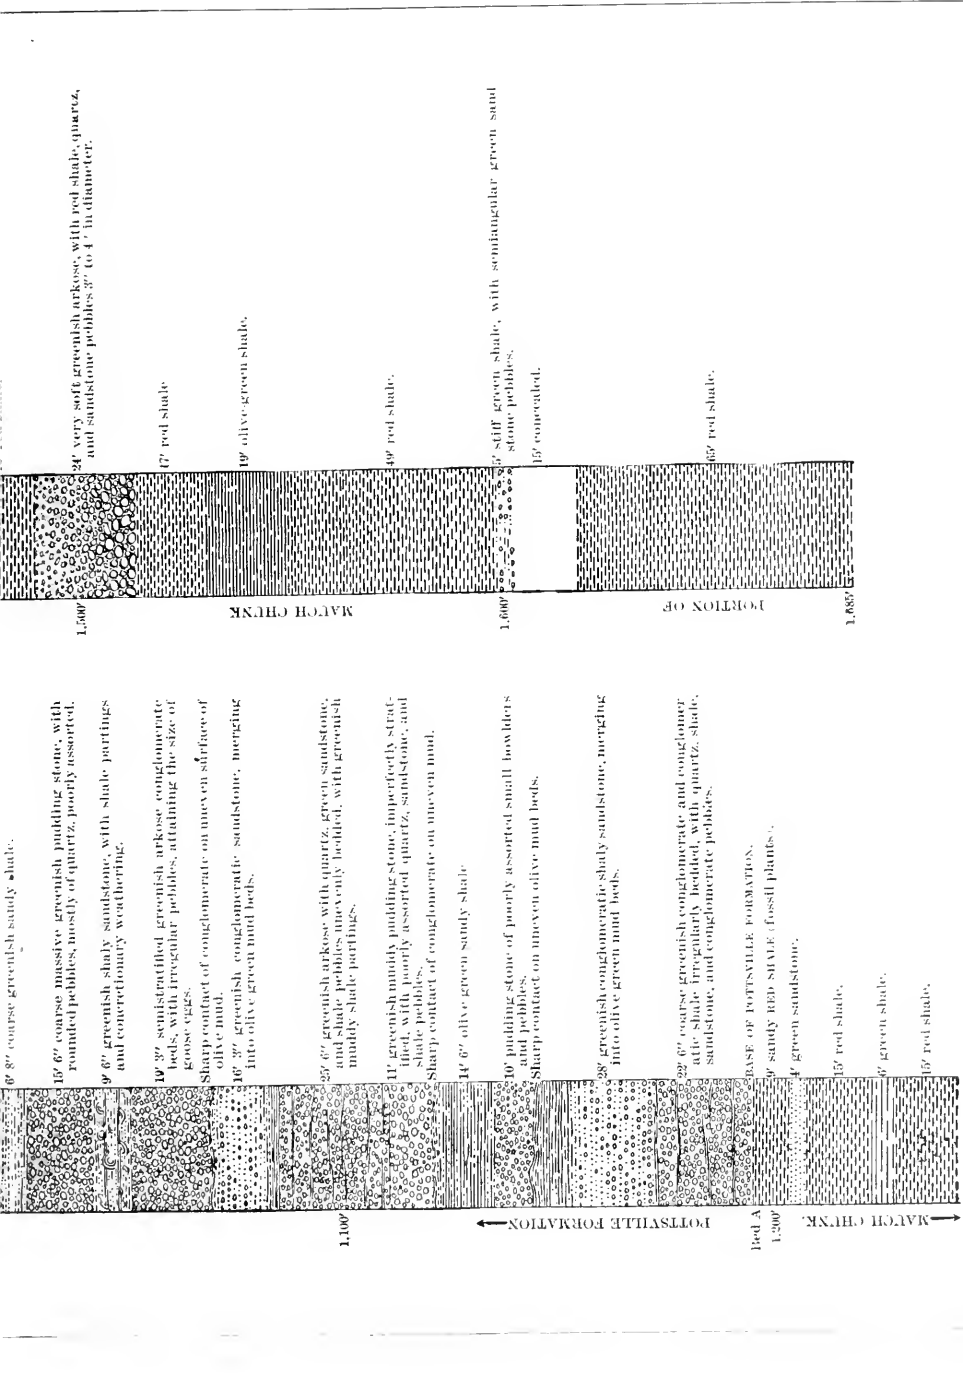 6′ 8″ coarse greenish sandy shale.
15′ 6″ coarse massive greenish pudding stone, with
rounded pebbles, mostly of quartz, poorly assorted.
9′ 6″ greenish shaly sandstone, with shale partings
and concretionary weathering.
19′ 3″ semistratified greenish arkose conglomerate
beds, with irregular pebbles, attaining the size of
goose eggs.
Sharp contact of conglomerate on uneven surface of
olive mud.
16′ 3″ greenish conglomeratic sandstone, merging
into olive green mud beds.
25′ 6″ greenish arkose with quartz, green sandstone,
and shale pebbles unevenly bedded, with greenish
muddy shale partings.
11′ greenish muddy pudding stone, imperfectly strat-
ified, with poorly assorted quartz, sandstone, and
shale pebbles.
Sharp contact of conglomerate on uneven mud.
14′ 6″ olive green sandy shale
10′ pudding stone of poorly assorted small bowlders
and pebbles.
Sharp contact on uneven olive mud beds.
28′ greenish conglomeratic shaly sandstone, merging
into olive green mud beds.
22′ 6″ coarse greenish conglomerate and conglomer
atic shale irregularly bedded, with quartz, shale,
sandstone, and conglomerate pebbles.
BASE OF POTTSVILLE FORMATION.
9′ sandy RED SHALE (fossil plants).
4′ green sandstone.
15′ red shale.
6′ green shale.
15′ red shale.
1,100′
POTTSVILLE FORMATION
Bed A
1,200′
MAUCH CHUNK.
24′ very soft greenish arkose, with red shale, quartz,
and sandstone pebbles 3″ to 4″ in diameter.
17′ red shale
19′ olive-green shale.
49′ red shale.
5′ stiff green shale, with semiangular green sand
stone pebbles.
15′ concealed.
65′ red shale.
1,500′
MAUCH CHUNK
1,600′
PORTION OF
1,685′